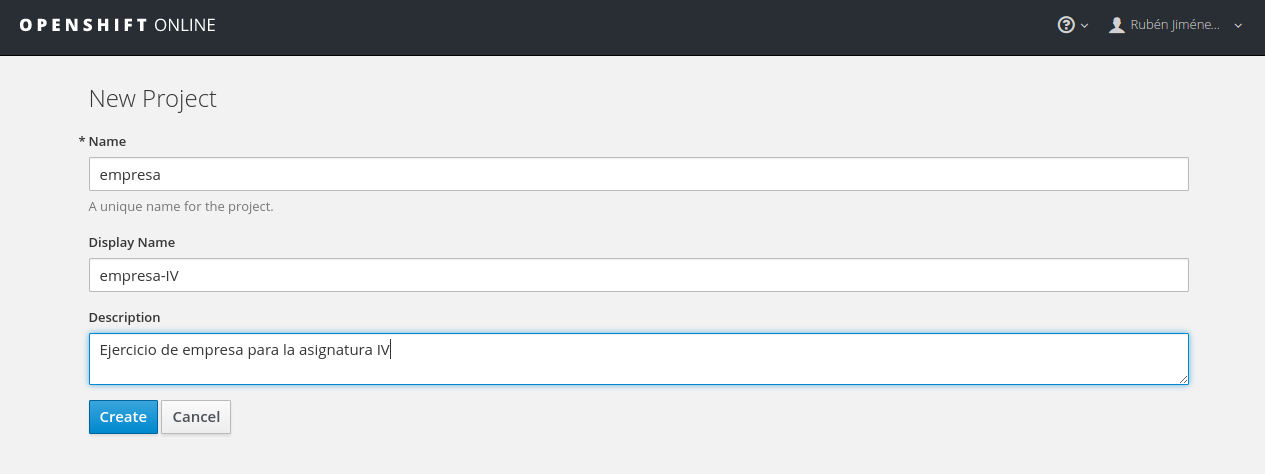 OPENSHIFT ONLINE
Rubén Jiméne...
New Project
* Name
empresa
A unique name for the project.
Display Name
empresa-IV
Description
Ejercicio de empresa para la asignatura IV
Create Cancel